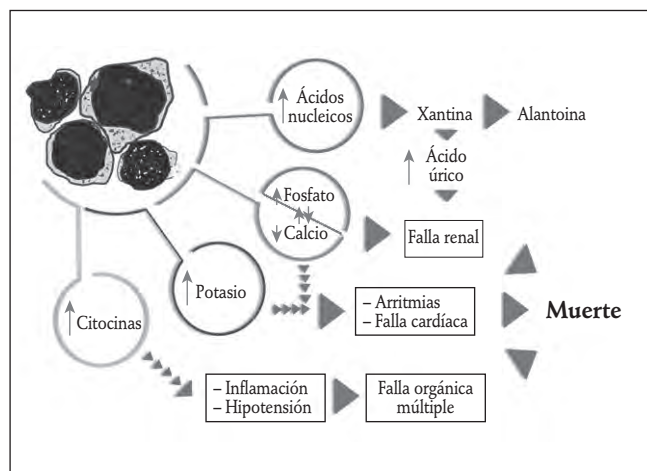 Ácidos
nucleicos
Xantina
Alantoina
Ácido
úrico
Fosfato
Calcio
Falla renal
Potasio
– Arritmias
– Falla cardíaca
Muerte
Citocinas
– Inflamación
– Hipotensión
Falla orgánica
múltiple